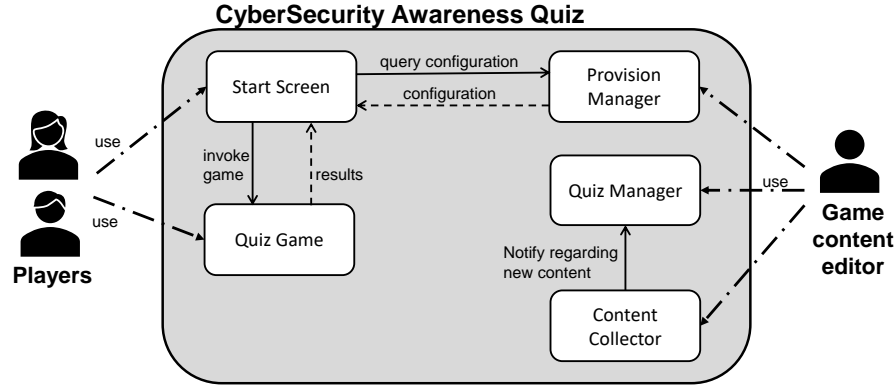 CyberSecurity Awareness Quiz
Start Screen
query configuration
configuration
Provision
Manager
use
invoke
game
results
Quiz Manager
use
use
Quiz Game
Players
Game
content
editor
Notify regarding
new content
Content
Collector